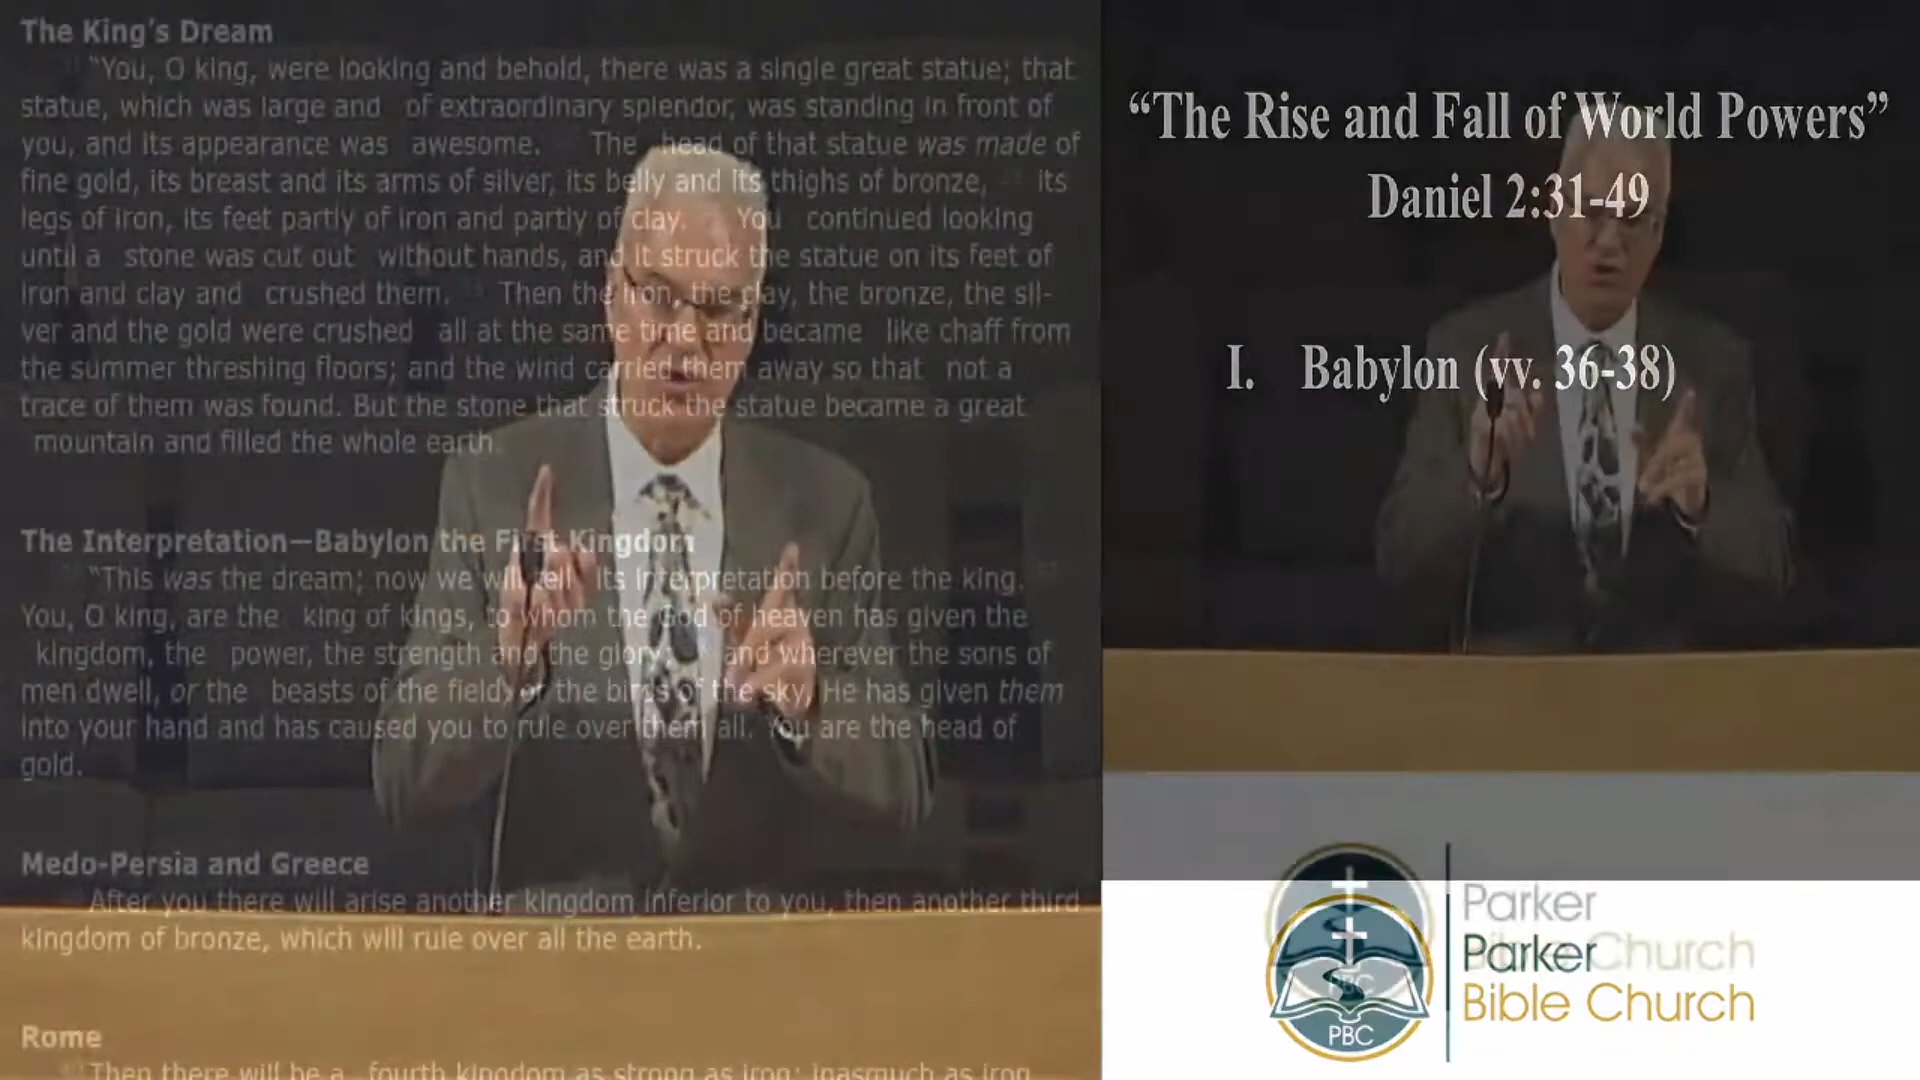 The King's Dream
"You, O king, were looking and behold, there was a single great statue; that
statue, which was large and of extraordinary splendor, was standing in front of
you, and its appearance was awesome. The head of that statue was made of
fine gold, its breast and its arms of silver, its belly and its thighs of bronze, its
legs of iron, its feet partly of iron and partly of clay. You continued looking
until a stone was cut out without hands, and it struck the statue on its feet of
iron and clay and crushed them. Then the iron, the clay, the bronze, the sil-
ver and the gold were crushed all at the same time and became like chaff from
the summer threshing floors; and the wind carried them away so that not a
trace of them was found. But the stone that struck the statue became a great
mountain and filled the whole earth.
The Interpretation—Babylon the First Kingdom
"This was the dream; now we will tell its interpretation before the king.
You, O king, are the king of kings, to whom the God of heaven has given the
kingdom, the power, the strength and the glory and wherever the sons of
men dwell, or the beasts of the field, or the birds of the sky, He has given them
into your hand and has caused you to rule over them all. You are the head of
gold.
Medo-Persia and Greece
After you there will arise another kingdom inferior to you, then another third
kingdom of bronze, which will rule over all the earth.
Rome
Then there will be a fourth kingdom as strong as iron; inasmuch as iron
"The Rise and Fall of World Powers"
Daniel 2:31-49
I. Babylon (vv. 36-38)
Parker
Bible Church
PBC
Parker
Bible Church
PBC